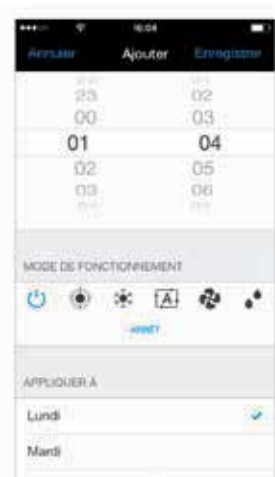 16:04
Annuler Ajouter Enregistrer
23 02
00 03
01 04
02 05
03 06
MODE DE FONCTIONNEMENT
A
ARRÊT
APPLIQUER À
Lundi
Mardi